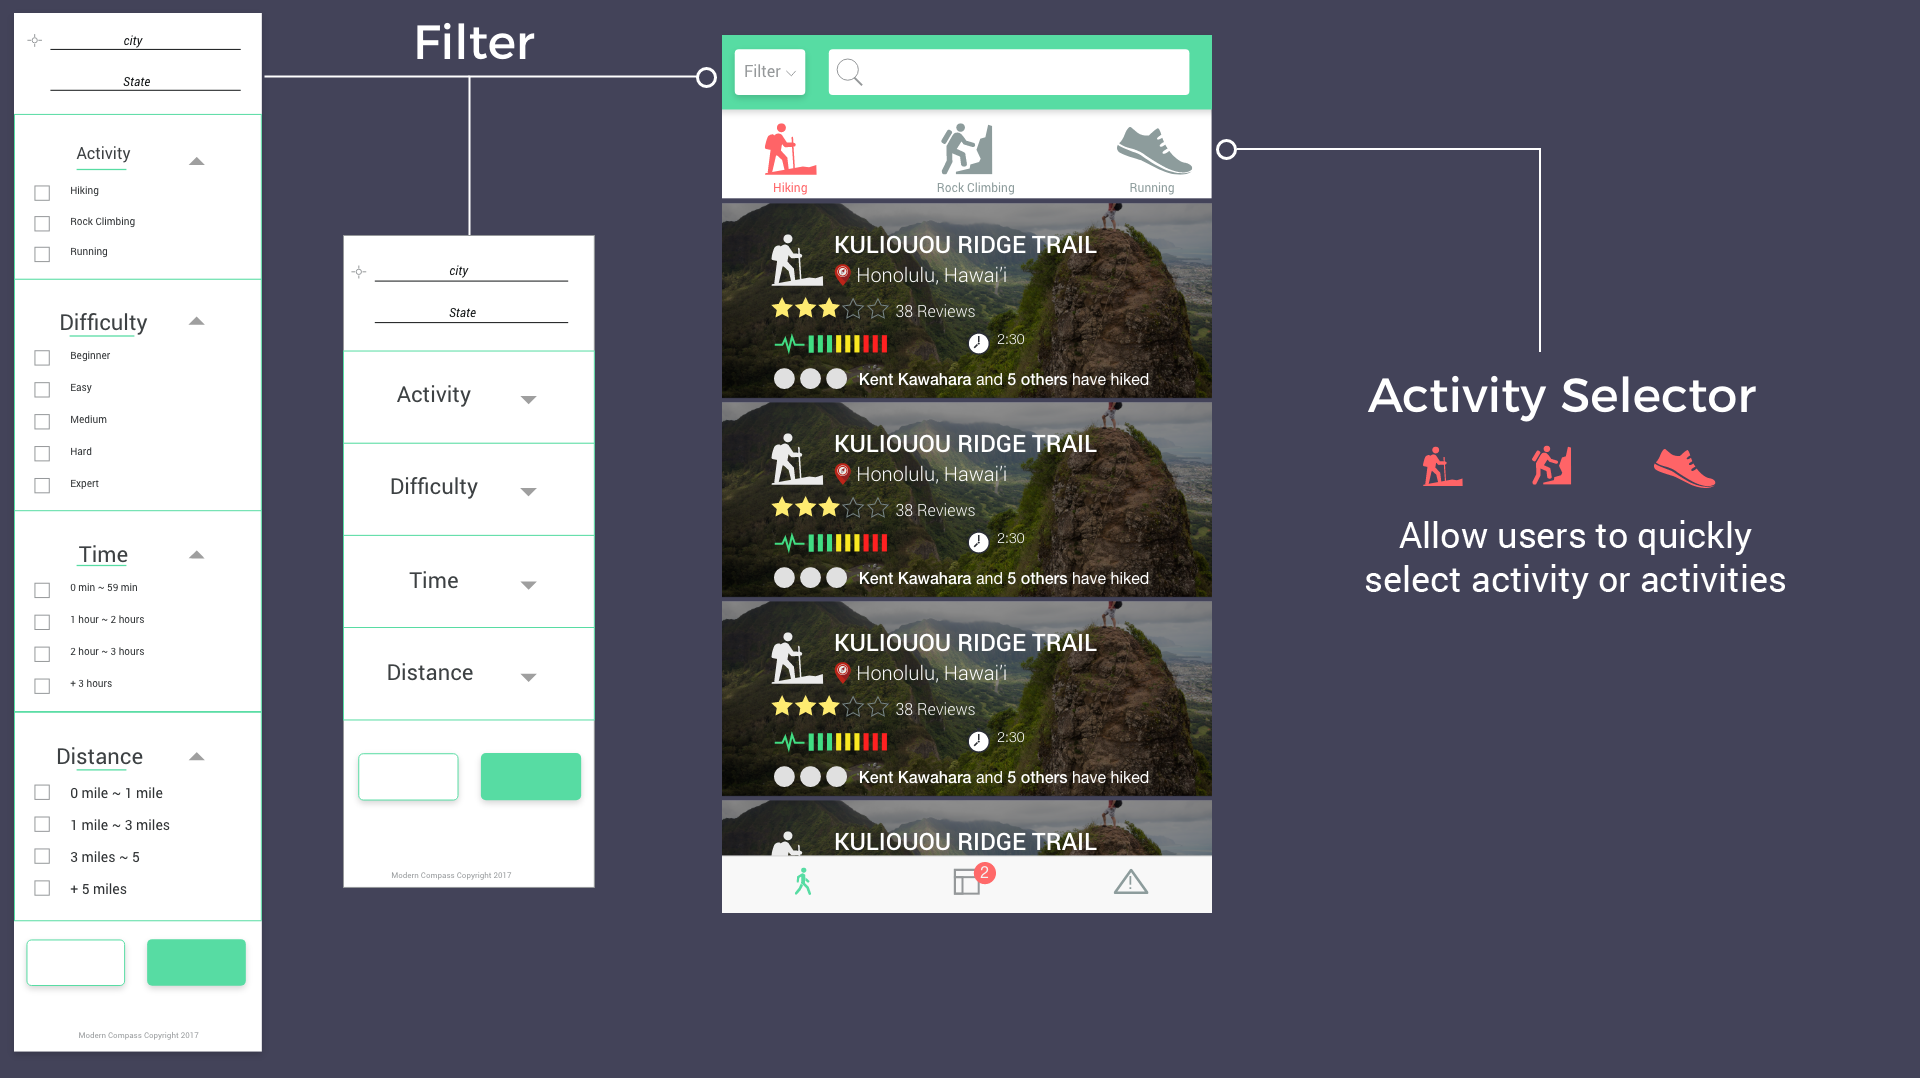 city
State
Activity
Hiking
Rock Climbing
Running
Difficulty
Beginner
Easy
Medium
Hard
Expert
Time
0 min ~ 59 min
1 hour ~ 2 hours
2 hour ~ 3 hours
+ 3 hours
Distance
0 mile ~ 1 mile
1 mile ~ 3 miles
3 miles ~ 5
+ 5 miles
Modern Compass Copyright 2017
Filter
city
State
Activity
Difficulty
Time
Distance
Modern Compass Copyright 2017
Filter
Hiking
Rock Climbing
Running
KULIOUOU RIDGE TRAIL
Honolulu, Hawai'i
38 Reviews
2:30
Kent Kawahara and 5 others have hiked
KULIOUOU RIDGE TRAIL
Honolulu, Hawai'i
38 Reviews
2:30
Kent Kawahara and 5 others have hiked
KULIOUOU RIDGE TRAIL
Honolulu, Hawai'i
38 Reviews
2:30
Kent Kawahara and 5 others have hiked
KULIOUOU RIDGE TRAIL
2
Activity Selector
Allow users to quickly
select activity or activities